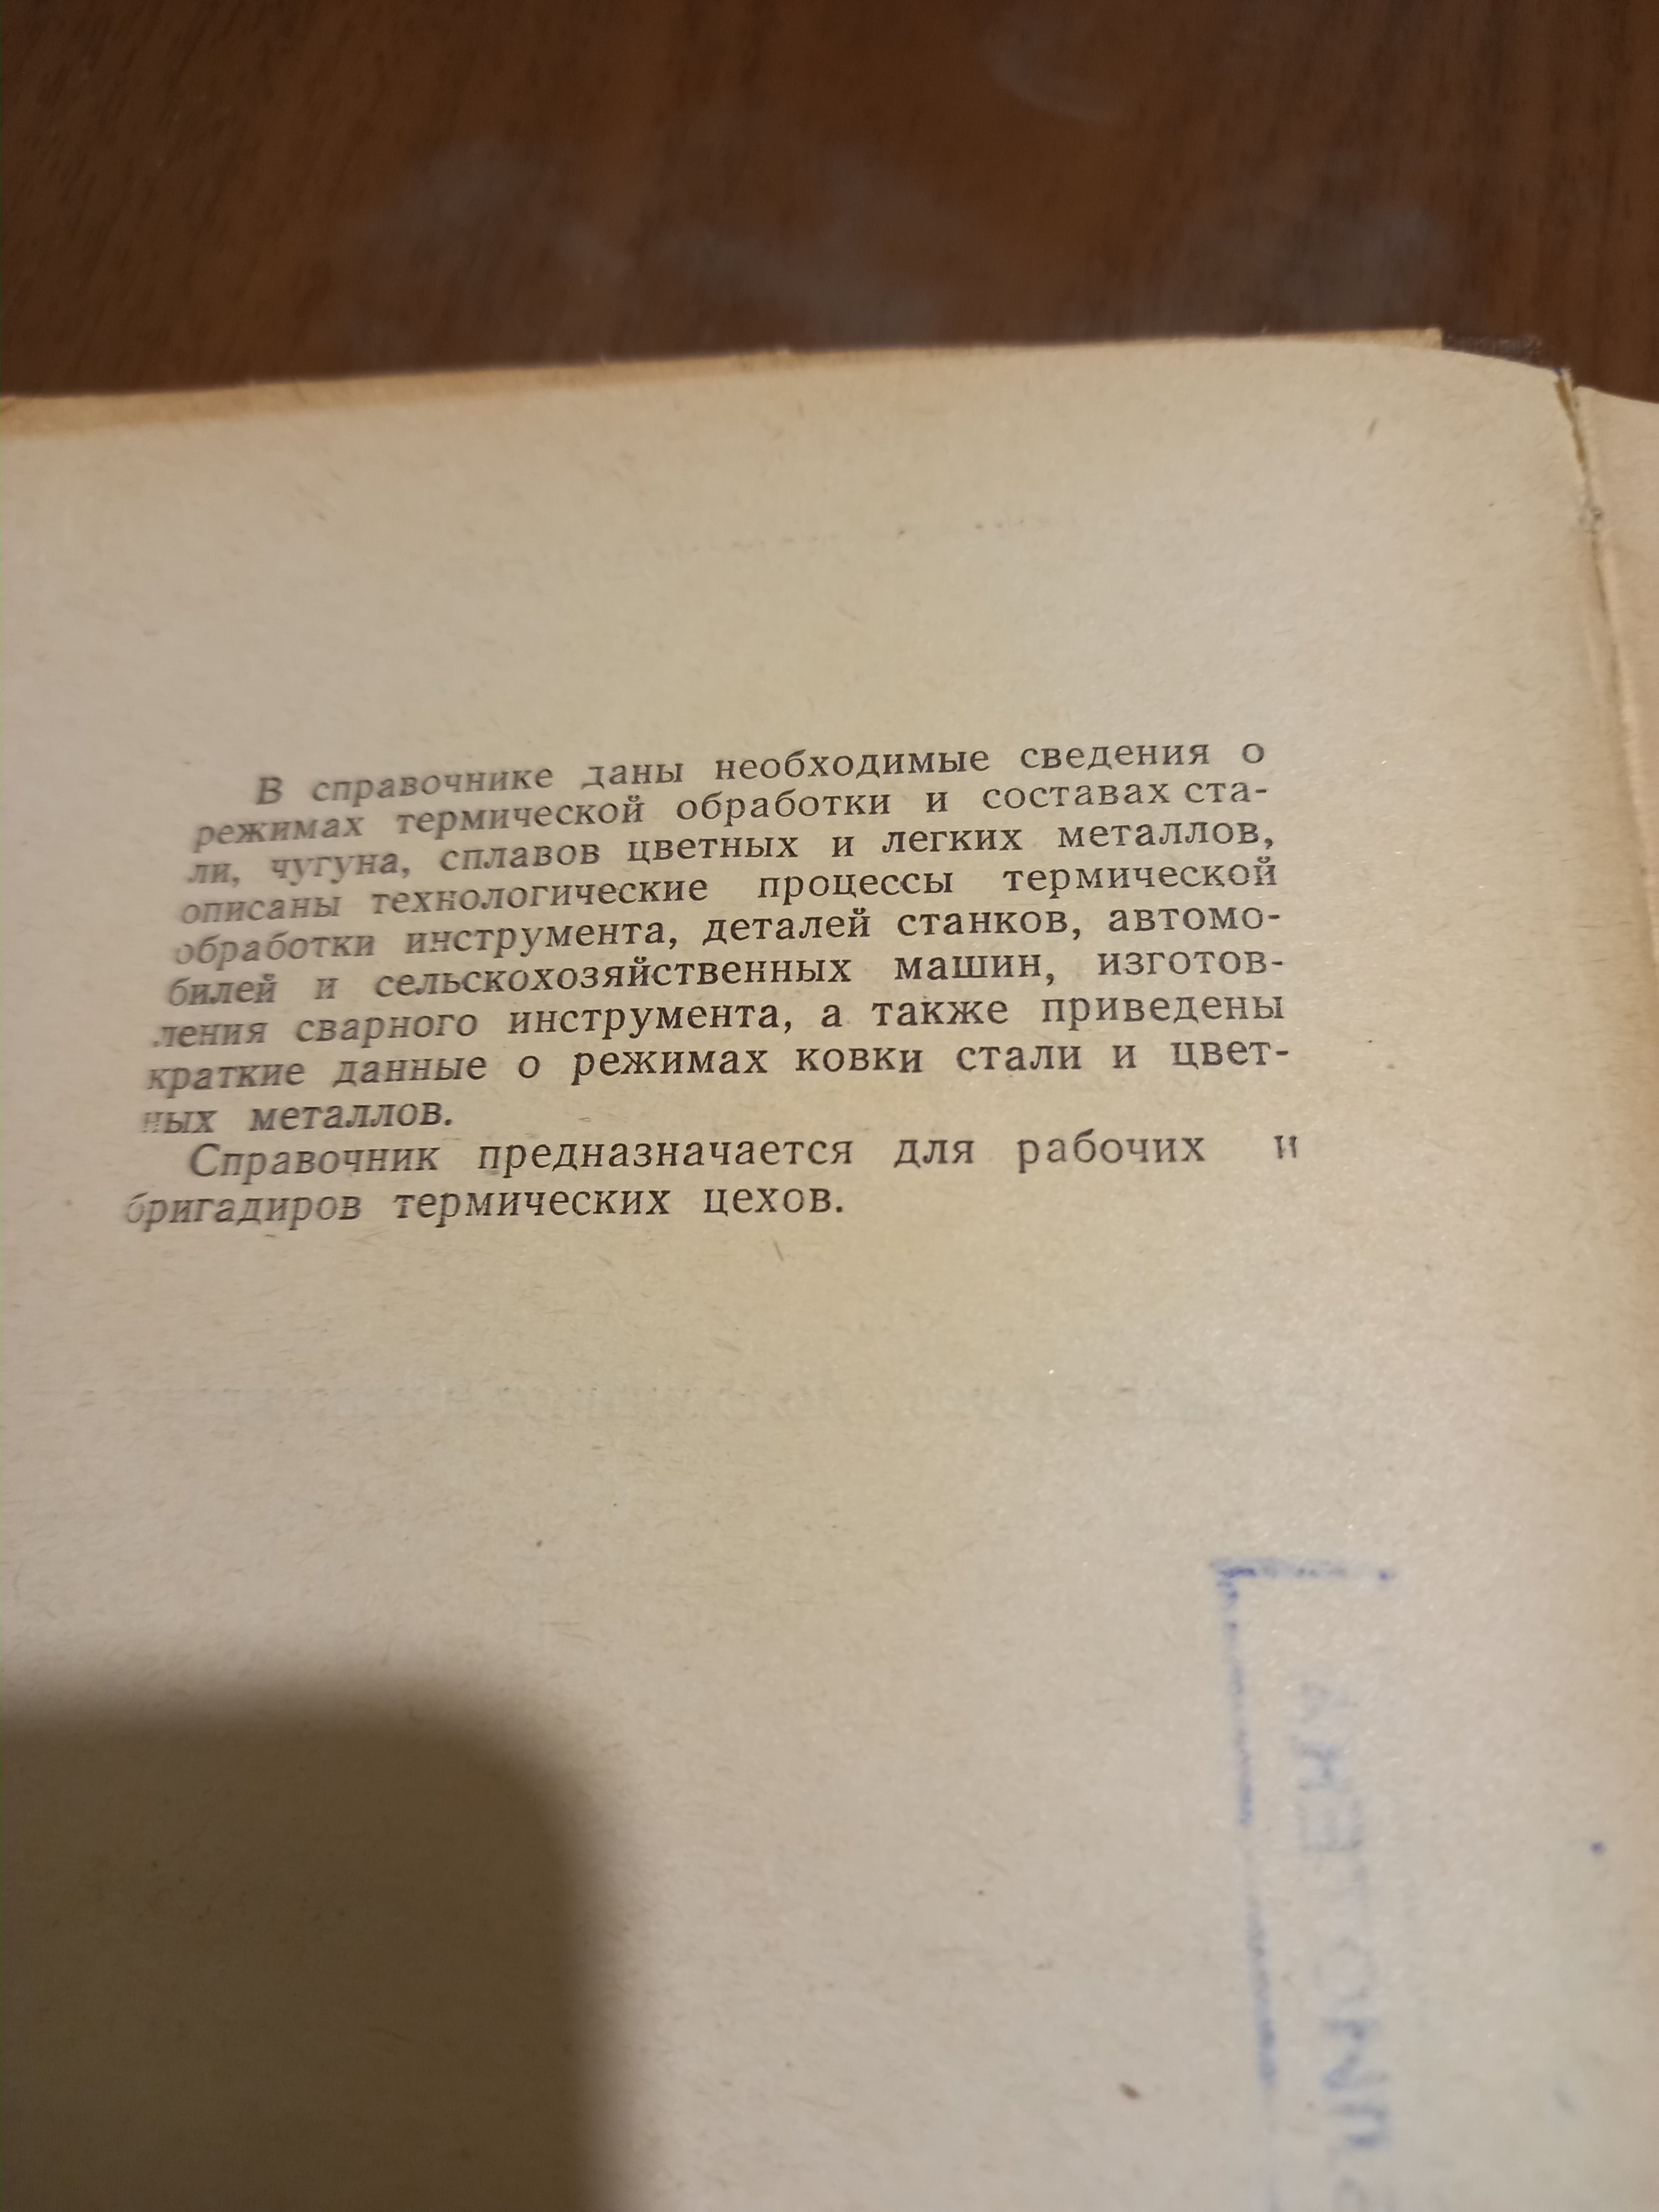 В справочнике даны необходимые сведения о
режимах термической обработки и составах ста-
ли, чугуна, сплавов цветных и легких металлов,
описаны технологические процессы термической
обработки инструмента, деталей станков, автомо-
билей и сельскохозяйственных машин, изготов-
ления сварного инструмента, а также приведены
краткие данные о режимах ковки стали и цвет-
ных металлов.
Справочник предназначается для рабочих и
бригадиров термических цехов.